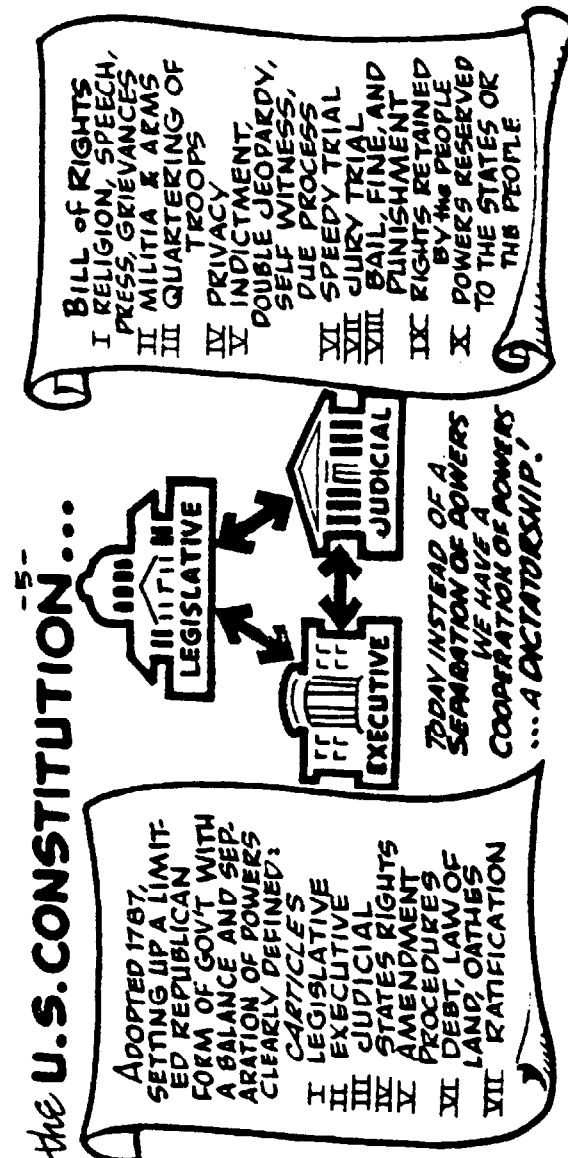 the U.S. CONSTITUTION...
-5-
ADOPTED 1787,
SETTING UP A LIMIT-
ED REPUBLICAN
FORM OF GOV'T WITH
A BALANCE AND SEP-
ARATION OF POWERS
CLEARLY DEFINED:
CARTICLES
I LEGISLATIVE
II EXECUTIVE
III JUDICIAL
IV STATES RIGHTS
V AMENDMENT
PROCEDURES
VI DEBT, LAW OF
LAND, OATHES
VII RATIFICATION
LEGISLATIVE
EXECUTIVE
JUDICIAL
TODAY INSTEAD OF A
SEPARATION OF POWERS
WE HAVE A
COOPERATION OF POWERS
...A DICTATORSHIP!
BILL of RIGHTS
I RELIGION, SPEECH,
PRESS, GRIEVANCES
II MILITIA & ARMS
III QUARTERING OF
TROOPS
IV PRIVACY
V INDICTMENT,
DOUBLE JEOPARDY,
SELF WITNESS,
DUE PROCESS
VI SPEEDY TRIAL
VII JURY TRIAL
VIII BAIL, FINE, AND
PUNISHMENT
IX RIGHTS RETAINED
BY the PEOPLE
X POWERS RESERVED
TO THE STATES OR
THE PEOPLE